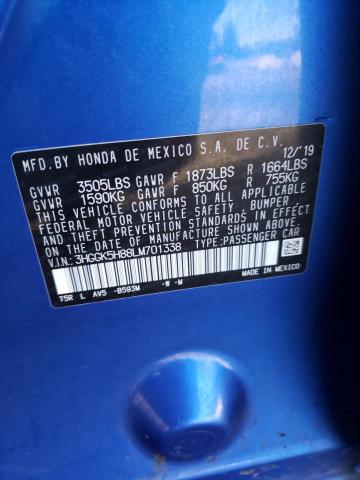 MFD.BY HONDA DE MEXICO S.A. DE C.V.
12/'19
GVWR 3505LBS GAWR F 1873LBS R 1664LBS
GVWR 1590KG GAWR F 850KG R 755KG
THIS VEHICLE CONFORMS TO ALL APPLICABLE
FEDERAL MOTOR VEHICLE SAFETY, BUMPER,
AND THEFT PREVENTION STANDARDS IN EFFECT
ON THE DATE OF MANUFACTURE SHOWN ABOVE.
V.I.N: 3HGGK5H88LM701338 TYPE: PASSENGER CAR
T5R L AV5 -B593M -W -M
MADE IN MEXICO